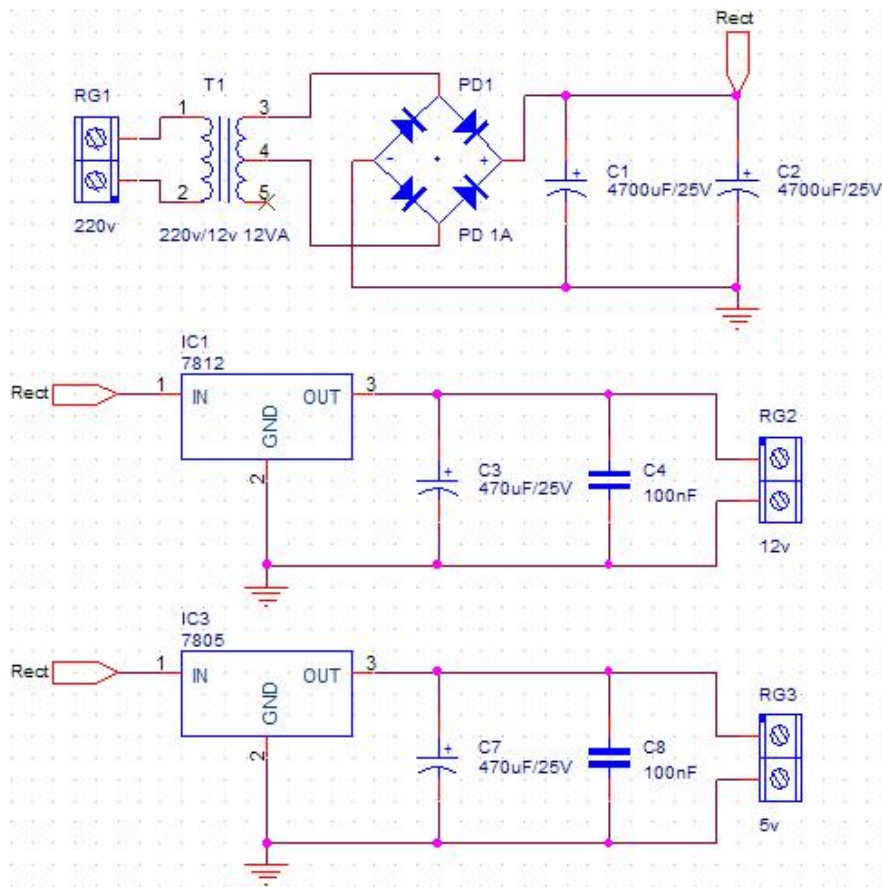 Rect
RG1
220v
T1
1
2
3
4
5
220v/12v 12VA
PD1
-
+
PD 1A
+
C1
4700uF/25V
+
C2
4700uF/25V
IC1
7812
Rect
1
IN
OUT
3
GND
2
+
C3
470uF/25V
C4
100nF
RG2
12v
IC3
7805
Rect
1
IN
OUT
3
GND
2
+
C7
470uF/25V
C8
100nF
RG3
5v